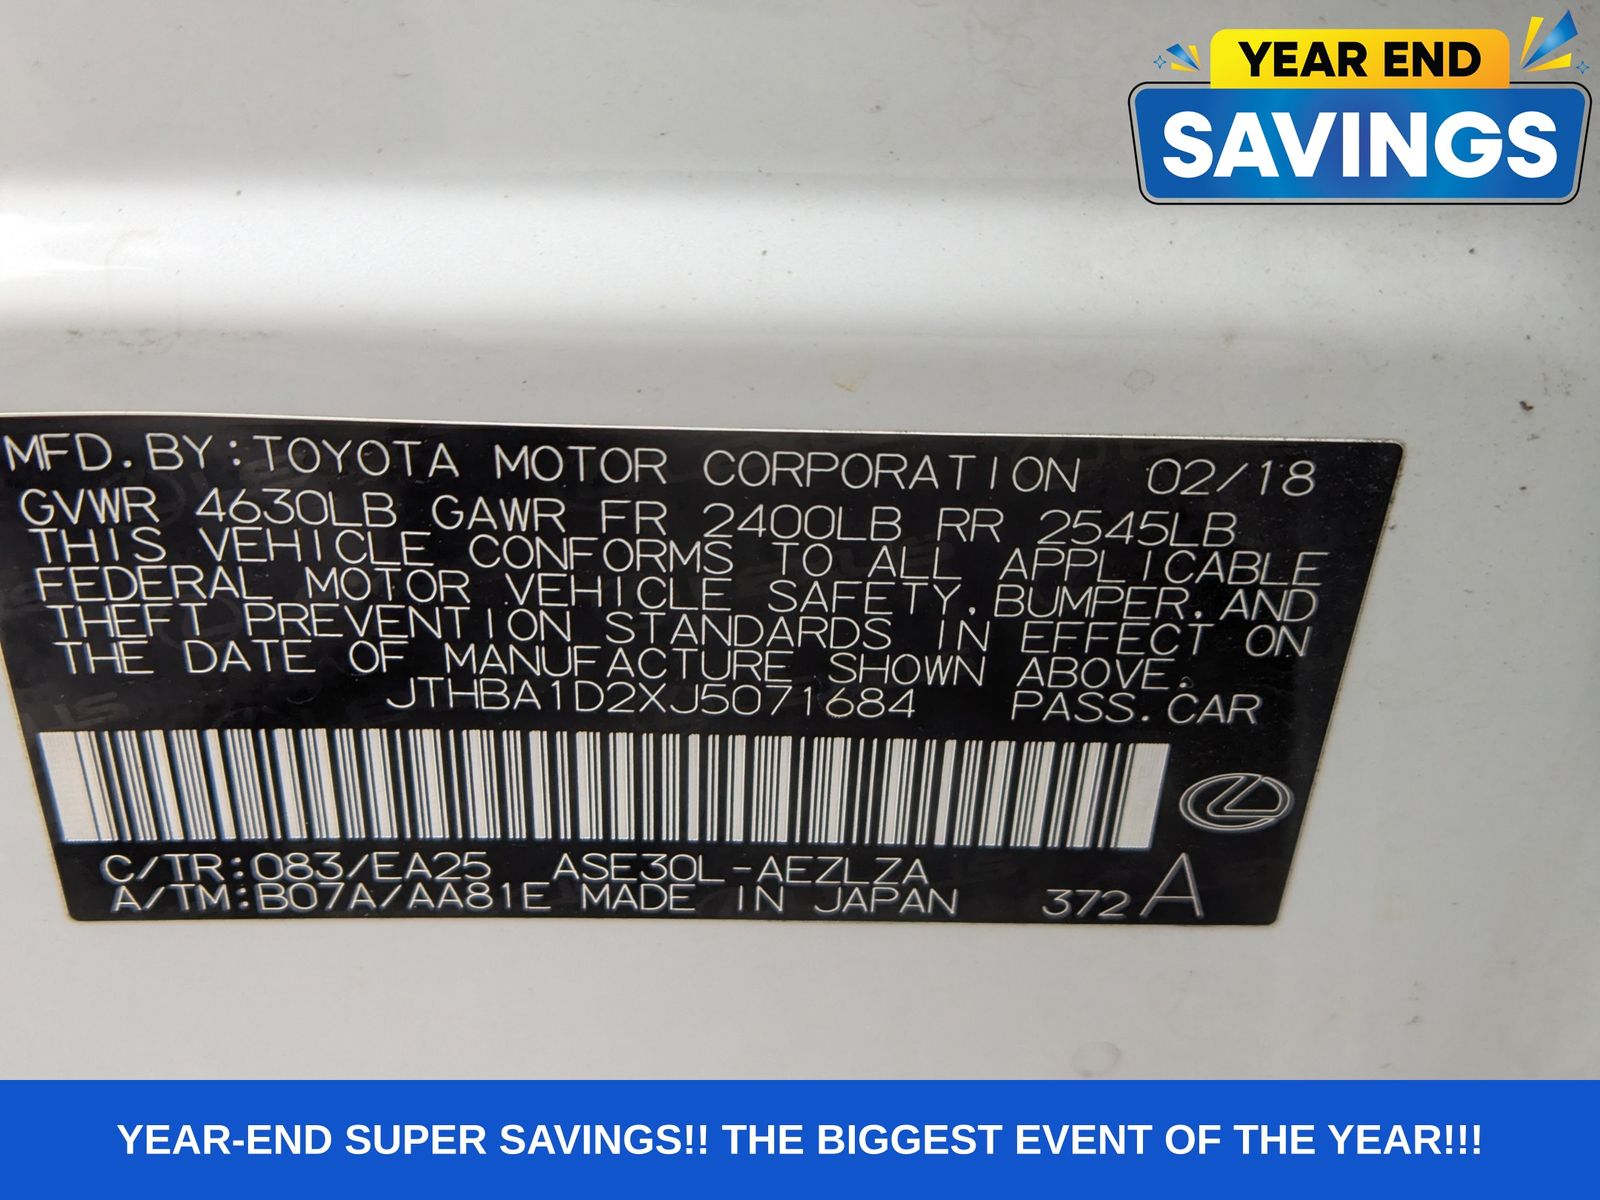 YEAR END
SAVINGS
MFD. BY: TOYOTA MOTOR CORPORATION 02/18
GVWR 4630LB GAWR FR 2400LB RR 2545LB
THIS VEHICLE CONFORMS TO ALL APPLICABLE
FEDERAL MOTOR VEHICLE SAFETY, BUMPER, AND
THEFT PREVENTION STANDARDS IN EFFECT ON
THE DATE OF MANUFACTURE SHOWN ABOVE.
JTHBA1D2XJ5071684 PASS. CAR
C/TR: 083/EA25 ASE30L-AEZLZA
A/TM: B07A/AA81E MADE IN JAPAN 372 A
YEAR-END SUPER SAVINGS!! THE BIGGEST EVENT OF THE YEAR!!!